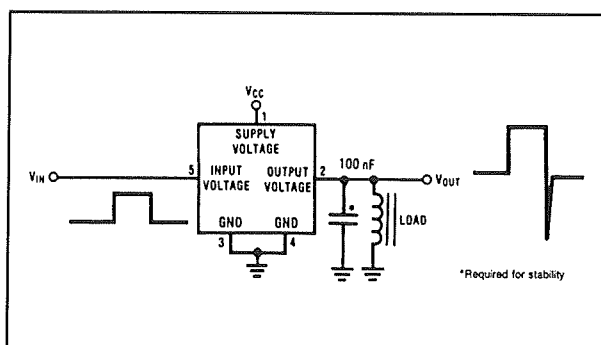 VCC
1
SUPPLY
VOLTAGE
VIN
5
INPUT
VOLTAGE
OUTPUT
VOLTAGE
2
100 nF
VOUT
*
LOAD
GND
GND
3
4
*Required for stability